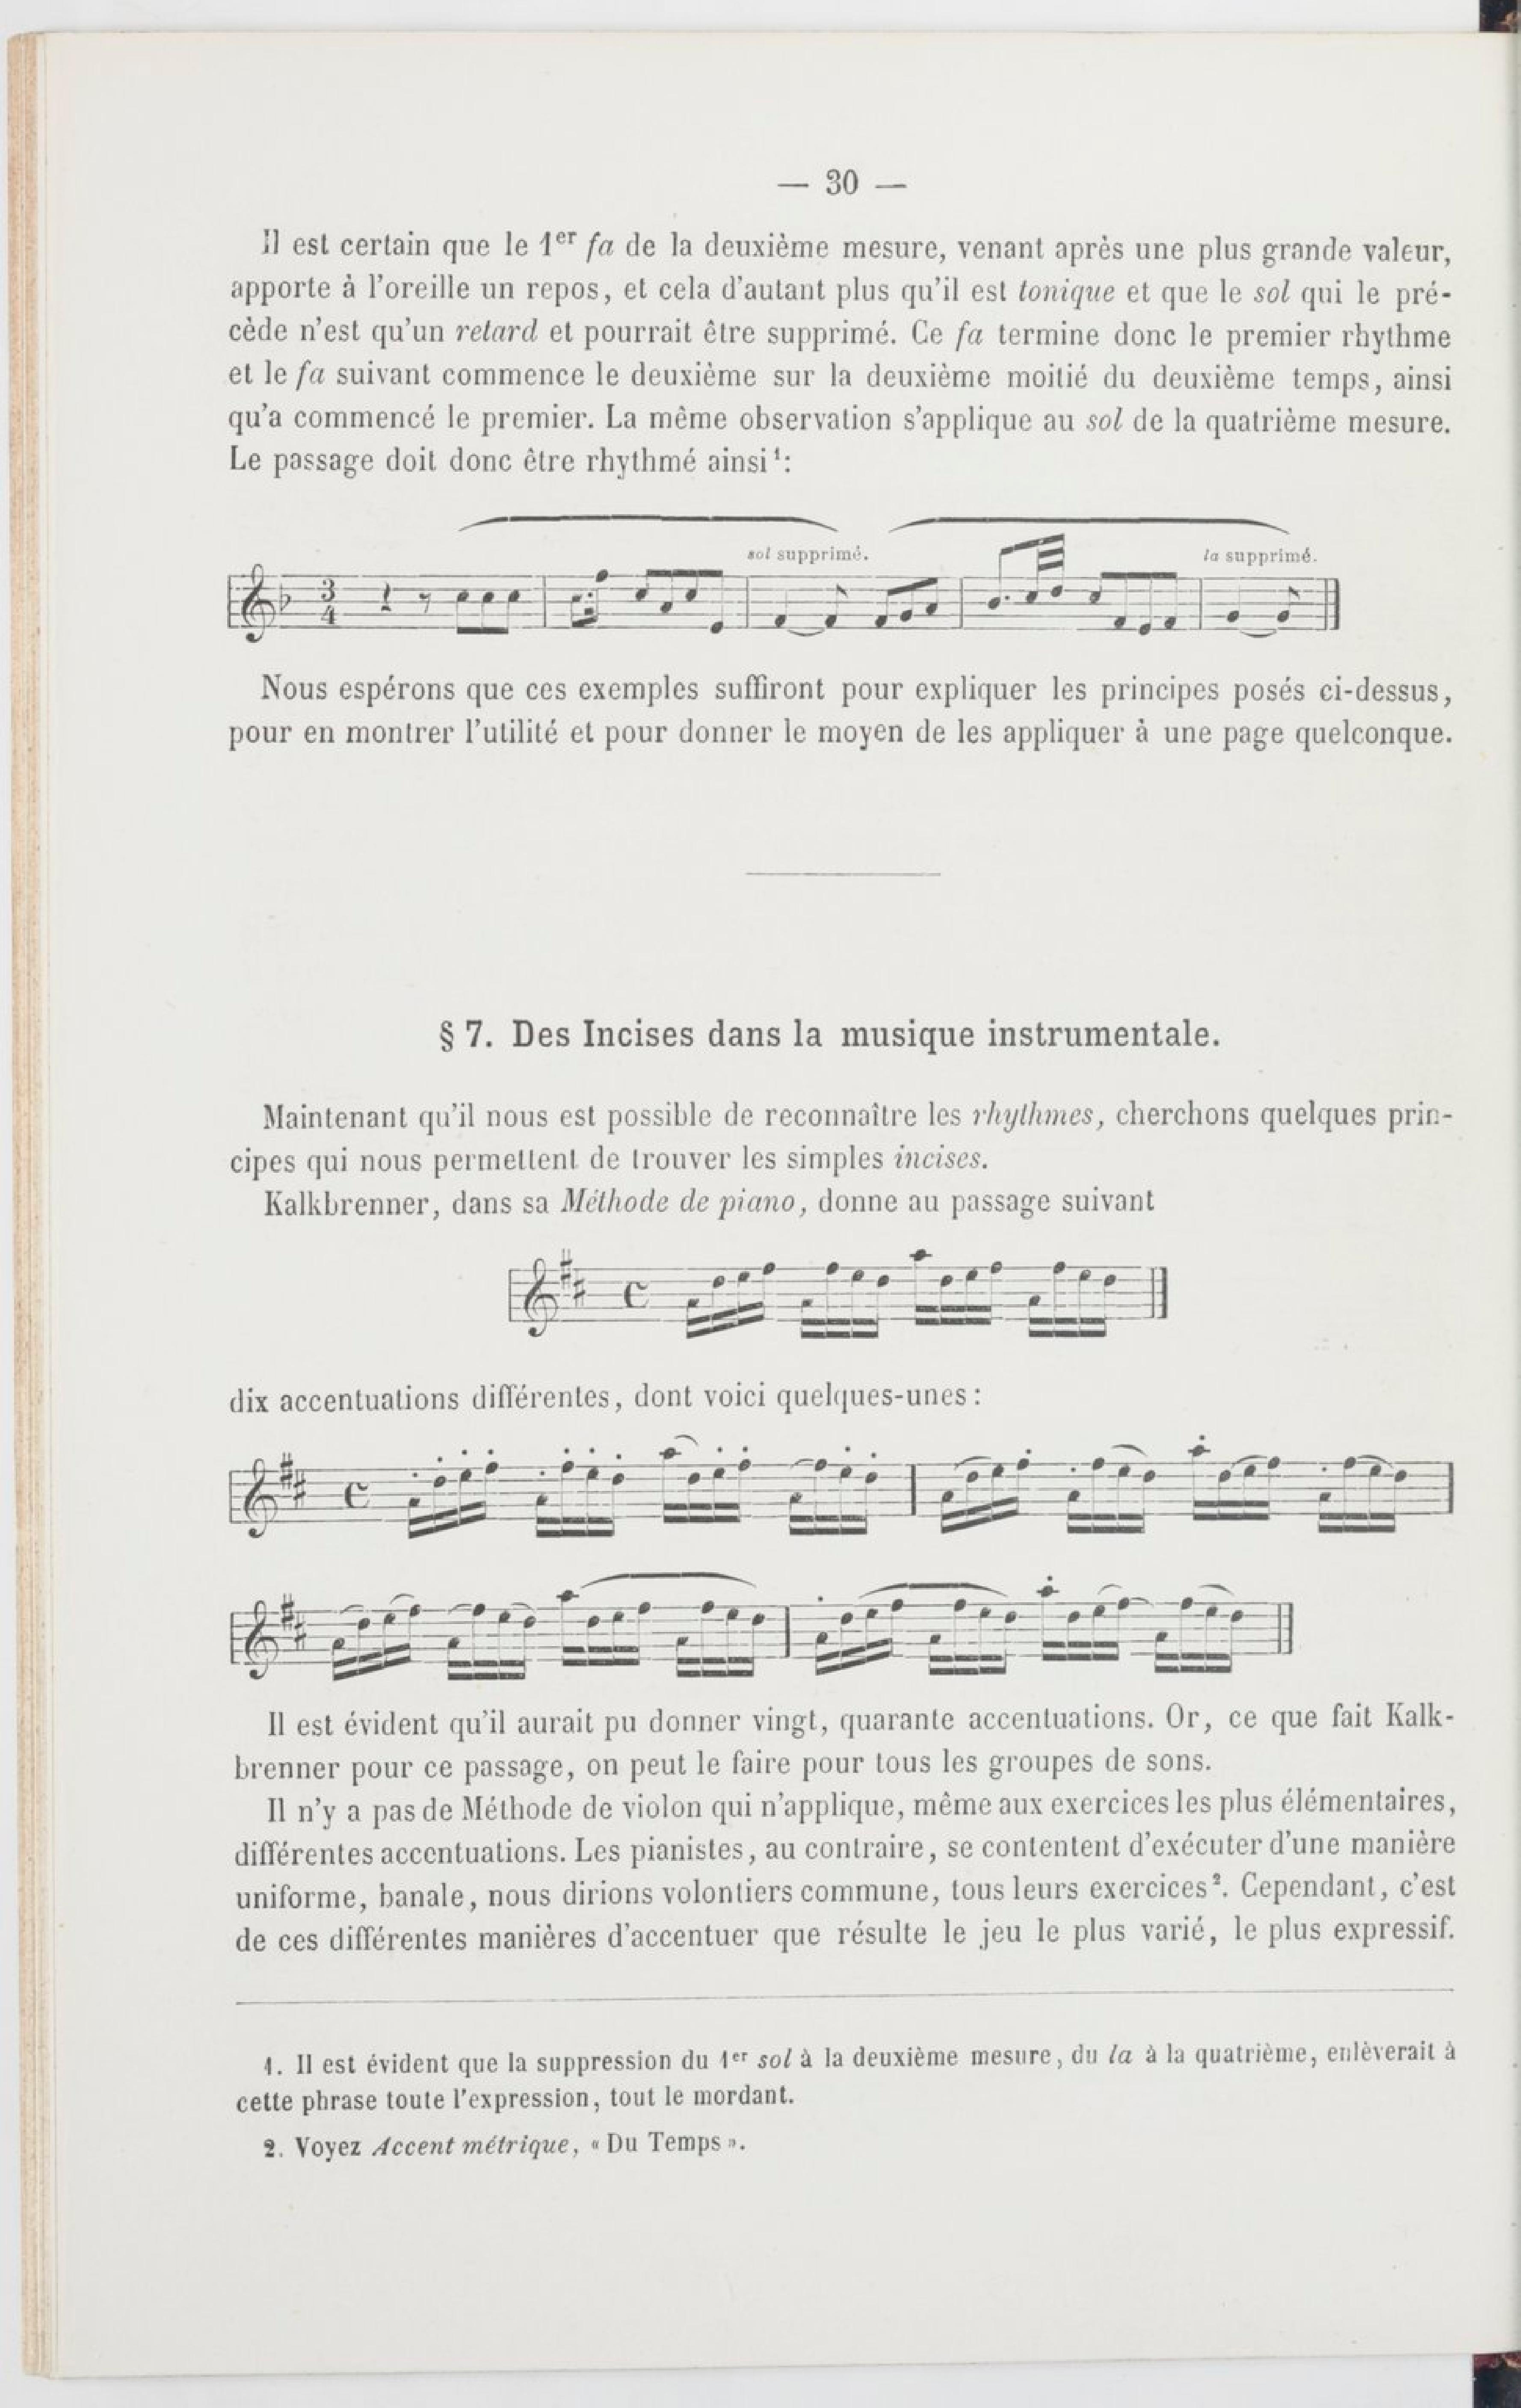 — 30 —
Il est certain que le 1er fa de la deuxième mesure, venant après une plus grande valeur,
apporte à l'oreille un repos, et cela d'autant plus qu'il est tonique et que le sol qui le pré-
cède n'est qu'un retard et pourrait être supprimé. Ce fa termine donc le premier rhythme
et le fa suivant commence le deuxième sur la deuxième moitié du deuxième temps, ainsi
qu'a commencé le premier. La même observation s'applique au sol de la quatrième mesure.
Le passage doit donc être rhythmé ainsi¹:
sol supprimé. la supprimé.
3
4
Nous espérons que ces exemples suffiront pour expliquer les principes posés ci-dessus,
pour en montrer l'utilité et pour donner le moyen de les appliquer à une page quelconque.
§ 7. Des Incises dans la musique instrumentale.
Maintenant qu'il nous est possible de reconnaître les rhythmes, cherchons quelques prin-
cipes qui nous permettent de trouver les simples incises.
Kalkbrenner, dans sa Méthode de piano, donne au passage suivant
dix accentuations différentes, dont voici quelques-unes:
Il est évident qu'il aurait pu donner vingt, quarante accentuations. Or, ce que fait Kalk-
brenner pour ce passage, on peut le faire pour tous les groupes de sons.
Il n'y a pas de Méthode de violon qui n'applique, même aux exercices les plus élémentaires,
différentes accentuations. Les pianistes, au contraire, se contentent d'exécuter d'une manière
uniforme, banale, nous dirions volontiers commune, tous leurs exercices². Cependant, c'est
de ces différentes manières d'accentuer que résulte le jeu le plus varié, le plus expressif.
1. Il est évident que la suppression du 1er sol à la deuxième mesure, du la à la quatrième, enlèverait à
cette phrase toute l'expression, tout le mordant.
2. Voyez Accent métrique, « Du Temps ».